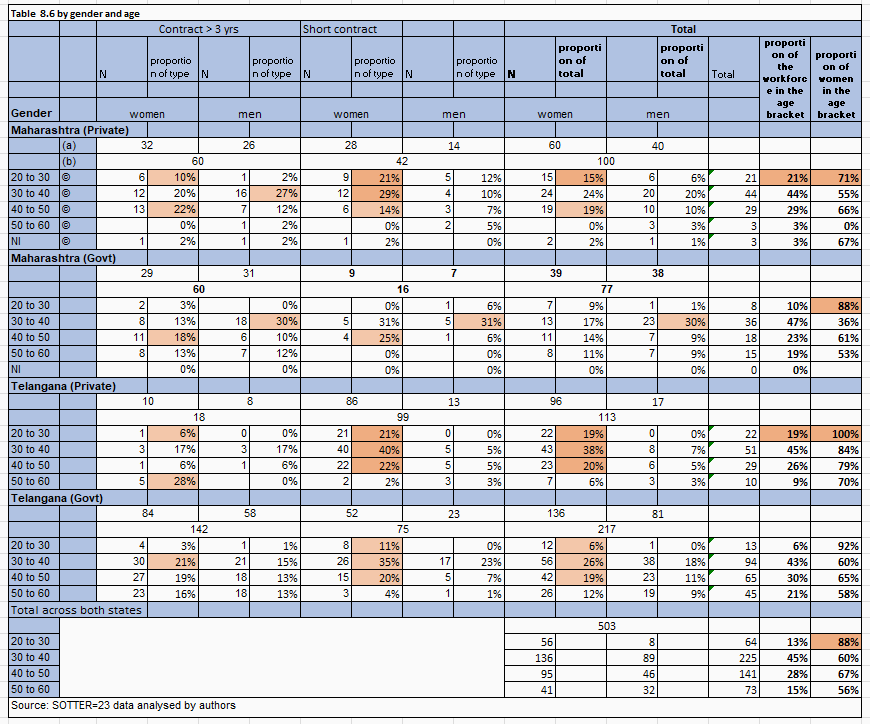 Table 8.6 by gender and age
Contract > 3 yrs Short contract Total
N proportio n of type N proportio n of type N proportio n of type N proportio n of type N proporti on of total proporti on of total Total proporti on of the workforc e in the age bracket proporti on of women in the age bracket
Gender women men women men women men
Maharashtra (Private)
(a) 32 26 28 14 60 40
(b) 60 42 100
20 to 30 © 6 10% 1 2% 9 21% 5 12% 15 15% 6 6% 21 21% 71%
30 to 40 © 12 20% 16 27% 12 29% 4 10% 24 24% 20 20% 44 44% 55%
40 to 50 © 13 22% 7 12% 6 14% 3 7% 19 19% 10 10% 29 29% 66%
50 to 60 © 0% 1 2% 0% 2 5% 0% 3 3% 3 3% 0%
NI © 1 2% 1 2% 1 2% 0% 2 2% 1 1% 3 3% 67%
Maharashtra (Govt)
29 31 9 7 39 38
60 16 77
20 to 30 2 3% 0% 0% 1 6% 7 9% 1 1% 8 10% 88%
30 to 40 8 13% 18 30% 5 31% 5 31% 13 17% 23 30% 36 47% 36%
40 to 50 11 18% 6 10% 4 25% 1 6% 11 14% 7 9% 18 23% 61%
50 to 60 8 13% 7 12% 0% 0% 8 11% 7 9% 15 19% 53%
NI 0% 0% 0% 0% 0% 0% 0 0%
Telangana (Private)
10 8 86 13 96 17
18 99 113
20 to 30 1 6% 0 0% 21 21% 0 0% 22 19% 0 0% 22 19% 100%
30 to 40 3 17% 3 17% 40 40% 5 5% 43 38% 8 7% 51 45% 84%
40 to 50 1 6% 1 6% 22 22% 5 5% 23 20% 6 5% 29 26% 79%
50 to 60 5 28% 0% 2 2% 3 3% 7 6% 3 3% 10 9% 70%
Telangana (Govt)
84 58 52 23 136 81
142 75 217
20 to 30 4 3% 1 1% 8 11% 0% 12 6% 1 0% 13 6% 92%
30 to 40 30 21% 21 15% 26 35% 17 23% 56 26% 38 18% 94 43% 60%
40 to 50 27 19% 18 13% 15 20% 5 7% 42 19% 23 11% 65 30% 65%
50 to 60 23 16% 18 13% 3 4% 1 1% 26 12% 19 9% 45 21% 58%
Total across both states
503
20 to 30 56 8 64 13% 88%
30 to 40 136 89 225 45% 60%
40 to 50 95 46 141 28% 67%
50 to 60 41 32 73 15% 56%
Source: SOTTER=23 data analysed by authors